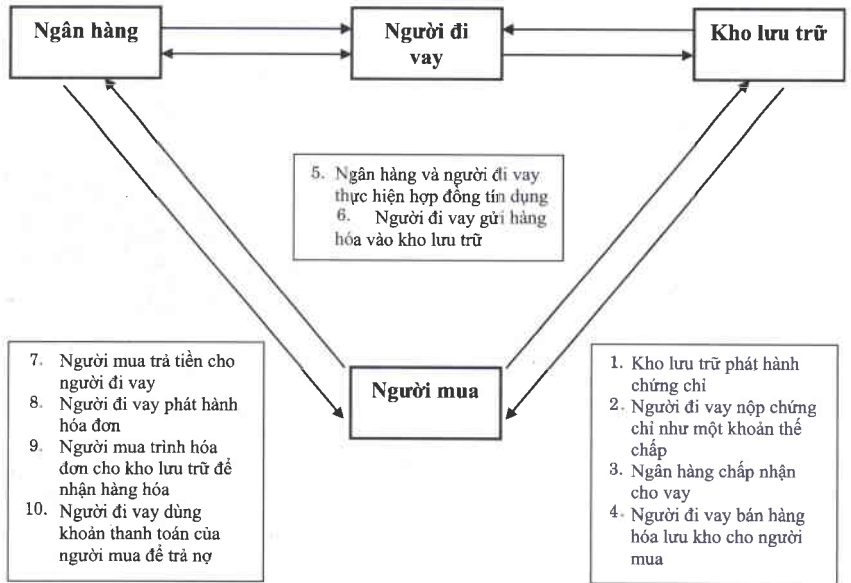 Ngân hàng
Người đi
vay
Kho lưu trữ
5. Ngân hàng và người đi vay
thực hiện hợp đồng tín dụng
6. Người đi vay gửi hàng
hóa vào kho lưu trữ
7. Người mua trả tiền cho
người đi vay
8. Người đi vay phát hành
hóa đơn
9. Người mua trình hóa
đơn cho kho lưu trữ để
nhận hàng hóa
10. Người đi vay dùng
khoản thanh toán của
người mua để trả nợ
Người mua
1. Kho lưu trữ phát hành
chứng chỉ
2. Người đi vay nộp chứng
chỉ như một khoản thế
chấp
3. Ngân hàng chấp nhận
cho vay
4. Người đi vay bán hàng
hóa lưu kho cho người
mua